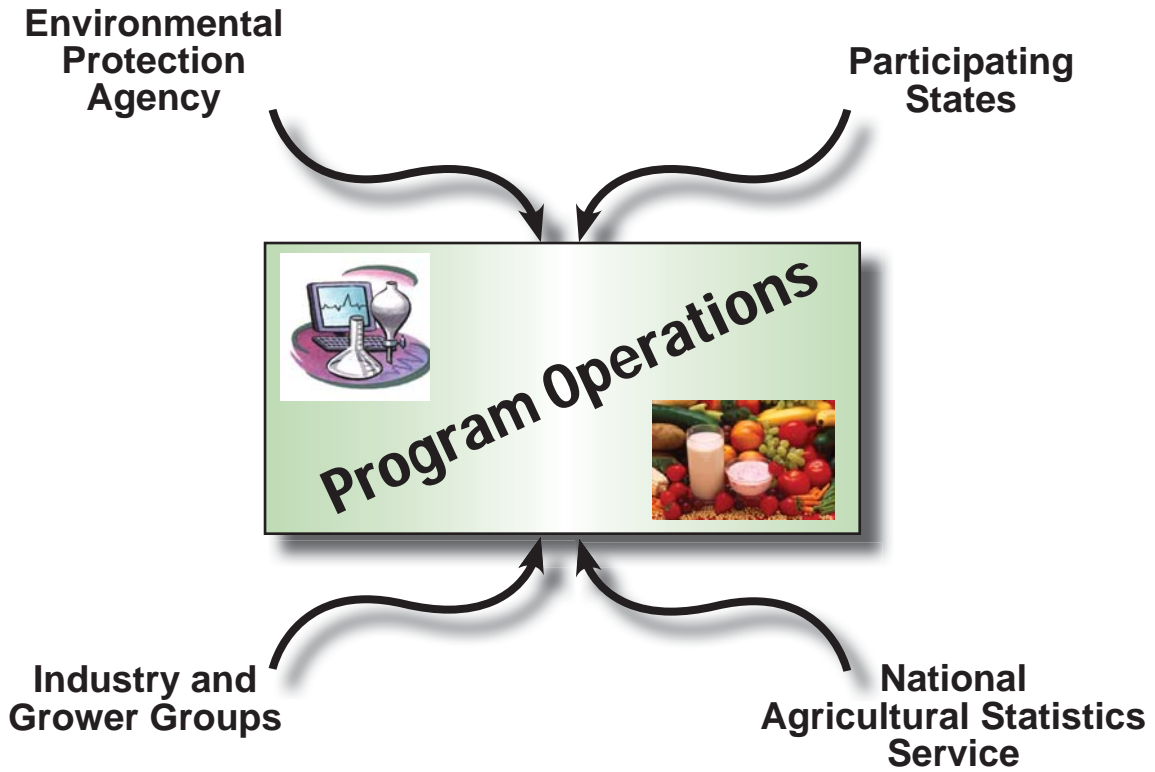 Environmental
Protection
Agency
Participating
States
Program Operations
Industry and
Grower Groups
National
Agricultural Statistics
Service